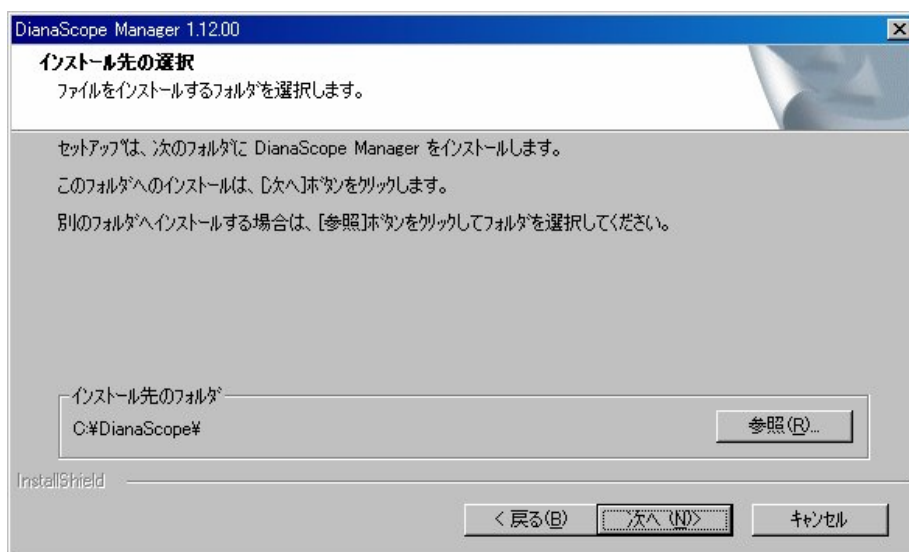 DianaScope Manager 1.12.00
インストール先の選択
ファイルをインストールするフォルダを選択します。
セットアップは、次のフォルダに DianaScope Manager をインストールします。
このフォルダへのインストールは、[次へ]ボタンをクリックします。
別のフォルダへインストールする場合は、[参照]ボタンをクリックしてフォルダを選択してください。
インストール先のフォルダ
C:¥DianaScope¥
参照(R)...
InstallShield
< 戻る(B)
次へ (N)>
キャンセル